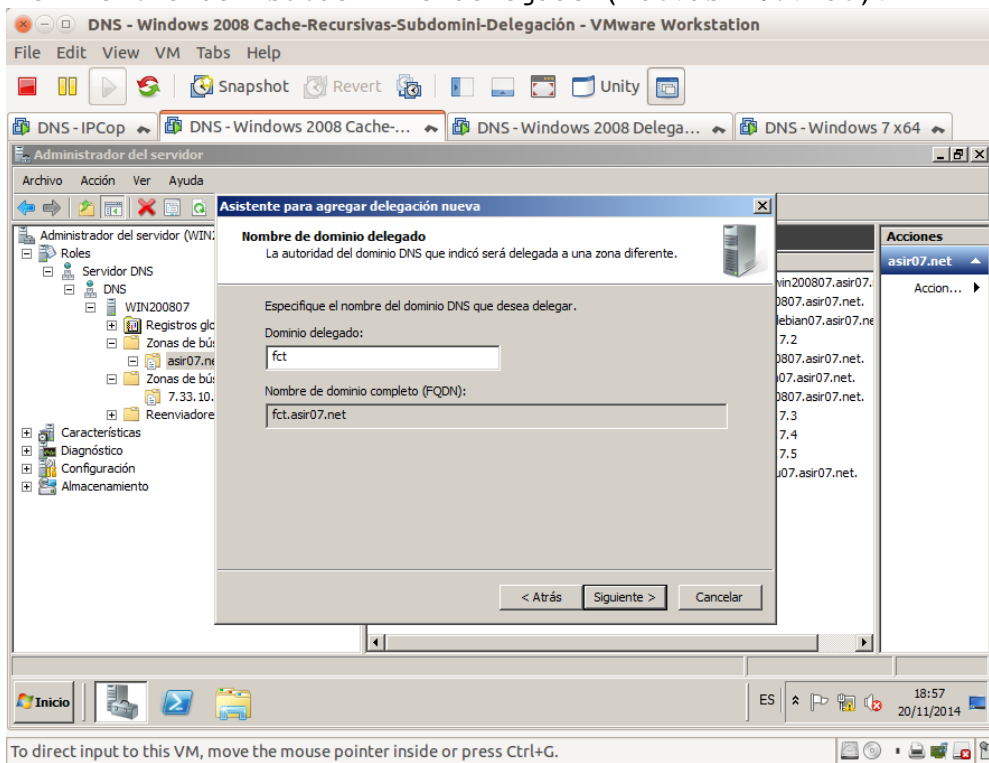 DNS - Windows 2008 Cache-Recursivas-Subdomini-Delegación - VMware Workstation
File Edit View VM Tabs Help
Snapshot Revert Unity
DNS - IPCop DNS - Windows 2008 Cache-... DNS - Windows 2008 Delega... DNS - Windows 7 x64
Administrador del servidor
Archivo Acción Ver Ayuda
Asistente para agregar delegación nueva
Administrador del servidor (WIN2
Roles
Servidor DNS
DNS
WIN200807
Registros glo
Zonas de bús
asir07.ne
Zonas de bús
7.33.10.
Reenviadore
Características
Diagnóstico
Configuración
Almacenamiento
Nombre de dominio delegado
La autoridad del dominio DNS que indicó será delegada a una zona diferente.
Especifique el nombre del dominio DNS que desea delegar.
Dominio delegado:
fct
Nombre de dominio completo (FQDN):
fct.asir07.net
< Atrás Siguiente > Cancelar
win200807.asir07.
0807.asir07.net.
debian07.asir07.ne
7.2
0807.asir07.net.
07.asir07.net.
0807.asir07.net.
7.3
7.4
7.5
u07.asir07.net.
Acciones
asir07.net
Accion...
Inicio
ES
18:57
20/11/2014
To direct input to this VM, move the mouse pointer inside or press Ctrl+G.